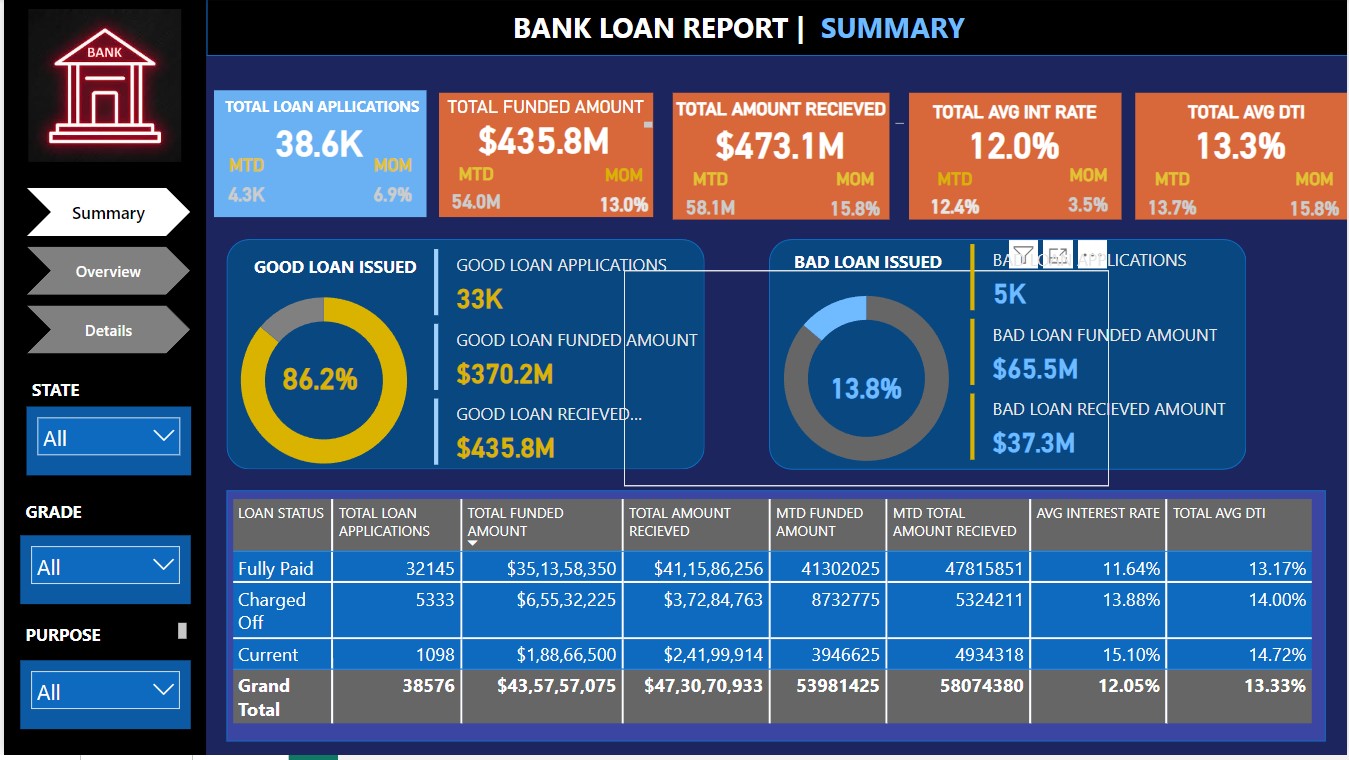 BANK
BANK LOAN REPORT | SUMMARY
TOTAL LOAN APLLICATIONS
38.6K
MTD MOM
4.3K 6.9%
TOTAL FUNDED AMOUNT
$435.8M
MTD MOM
54.0M 13.0%
TOTAL AMOUNT RECIEVED
$473.1M
MTD MOM
58.1M 15.8%
TOTAL AVG INT RATE
12.0%
MTD MOM
12.4% 3.5%
TOTAL AVG DTI
13.3%
MTD MOM
13.7% 15.8%
Summary
Overview
Details
STATE
All
GRADE
All
PURPOSE
All
GOOD LOAN ISSUED
86.2%
GOOD LOAN APPLICATIONS
33K
GOOD LOAN FUNDED AMOUNT
$370.2M
GOOD LOAN RECIEVED...
$435.8M
BAD LOAN ISSUED
13.8%
BAD LOAN APPLICATIONS
5K
BAD LOAN FUNDED AMOUNT
$65.5M
BAD LOAN RECIEVED AMOUNT
$37.3M
LOAN STATUS TOTAL LOAN TOTAL FUNDED TOTAL AMOUNT MTD FUNDED MTD TOTAL AVG INTEREST RATE TOTAL AVG DTI
APPLICATIONS AMOUNT RECIEVED AMOUNT AMOUNT RECIEVED
Fully Paid 32145 $35,13,58,350 $41,15,86,256 41302025 47815851 11.64% 13.17%
Charged 5333 $6,55,32,225 $3,72,84,763 8732775 5324211 13.88% 14.00%
Off
Current 1098 $1,88,66,500 $2,41,99,914 3946625 4934318 15.10% 14.72%
Grand 38576 $43,57,57,075 $47,30,70,933 53981425 58074380 12.05% 13.33%
Total